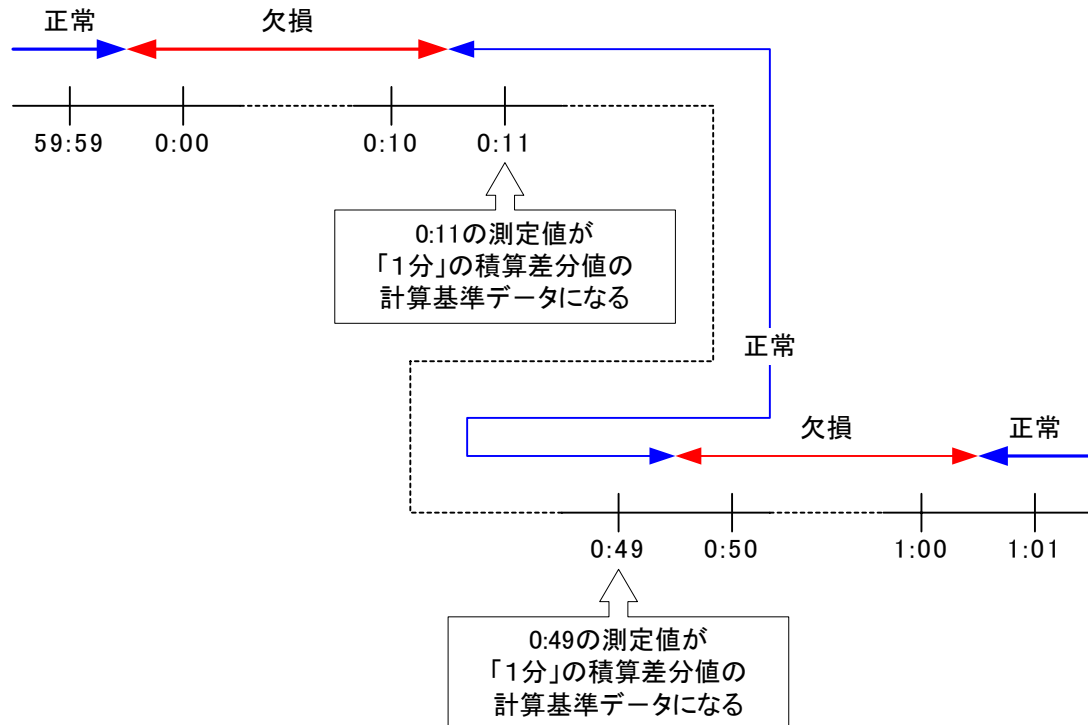 正常
欠損
59:59
0:00
0:10
0:11
0:11の測定値が
「1分」の積算差分値の
計算基準データになる
正常
欠損
正常
0:49
0:50
1:00
1:01
0:49の測定値が
「1分」の積算差分値の
計算基準データになる